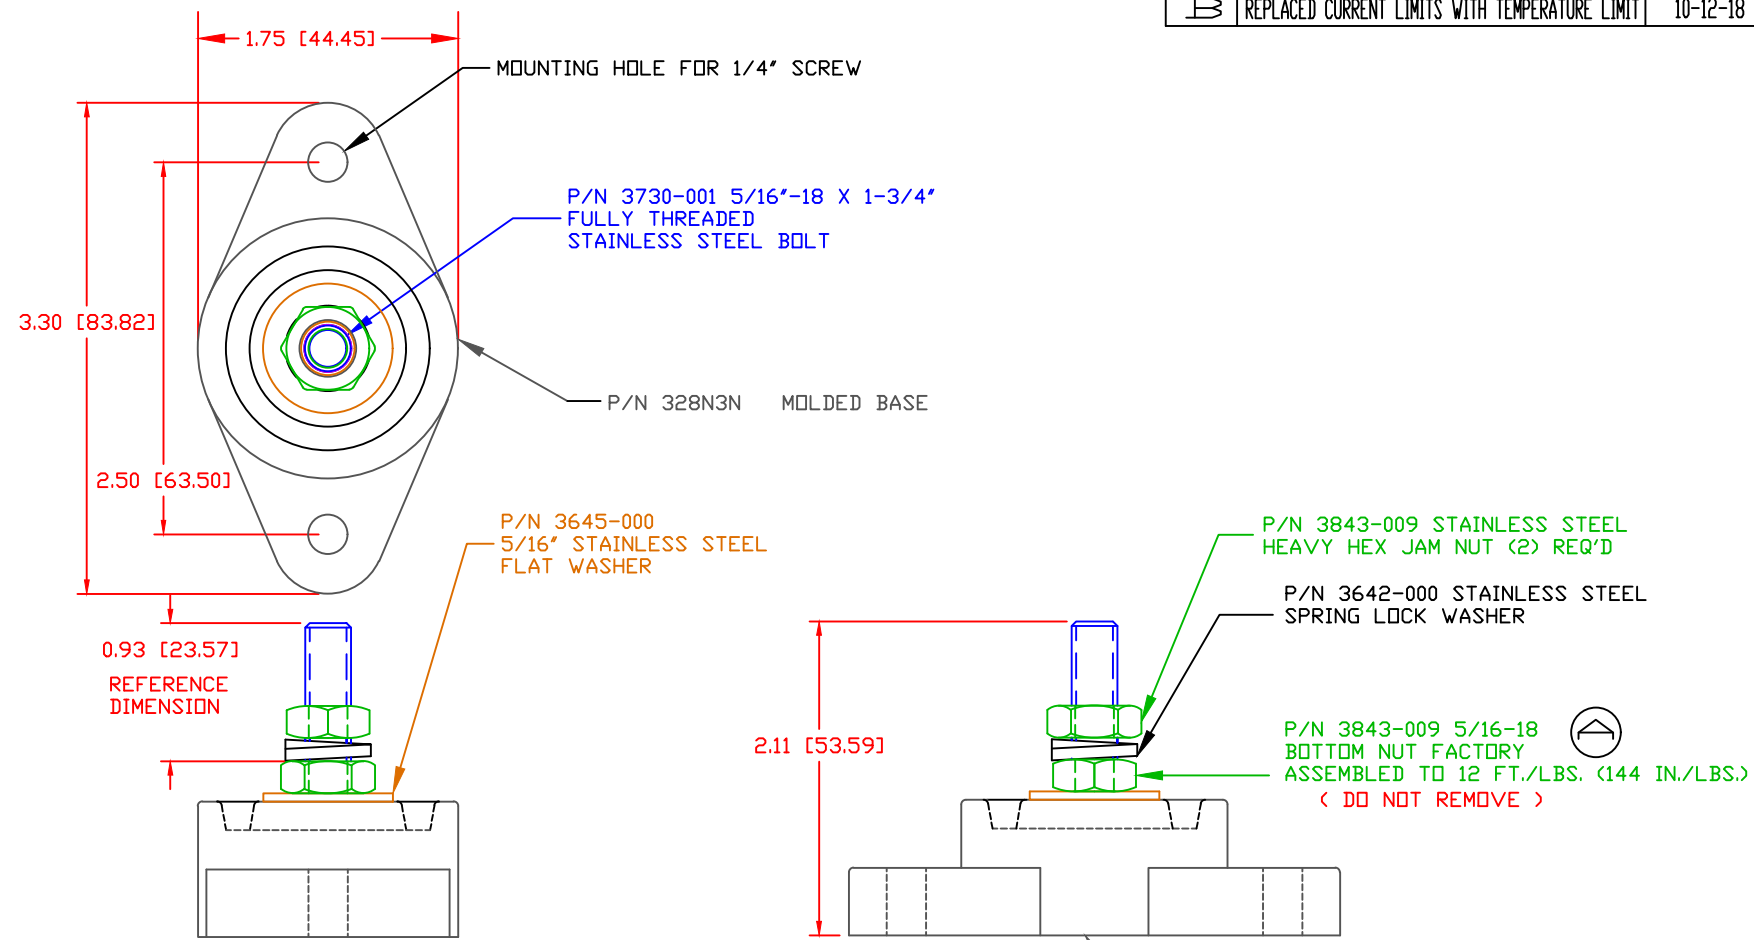 B REPLACED CURRENT LIMITS WITH TEMPERATURE LIMIT 10-12-18
1.75 [44.45]
MOUNTING HOLE FOR 1/4" SCREW
P/N 3730-001 5/16"-18 X 1-3/4"
FULLY THREADED
STAINLESS STEEL BOLT
3.30 [83.82]
P/N 328N3N MOLDED BASE
2.50 [63.50]
P/N 3645-000
5/16" STAINLESS STEEL
FLAT WASHER
P/N 3843-009 STAINLESS STEEL
HEAVY HEX JAM NUT (2) REQ'D
P/N 3642-000 STAINLESS STEEL
SPRING LOCK WASHER
0.93 [23.57]
REFERENCE
DIMENSION
2.11 [53.59]
P/N 3843-009 5/16-18
BOTTOM NUT FACTORY
ASSEMBLED TO 12 FT./LBS. (144 IN./LBS.)
( DO NOT REMOVE )
A